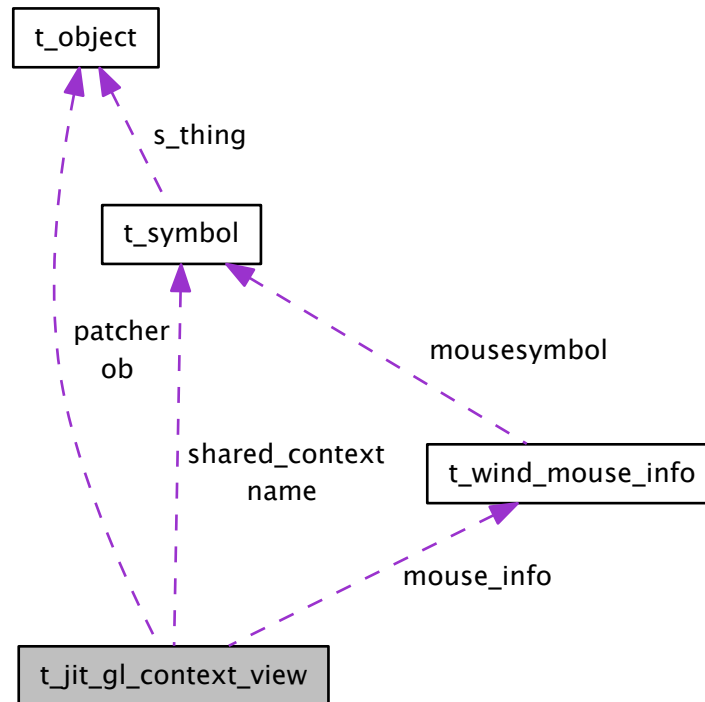 t_object
s_thing
t_symbol
patcher
ob
mousesymbol
shared_context
name
t_wind_mouse_info
mouse_info
t_jit_gl_context_view